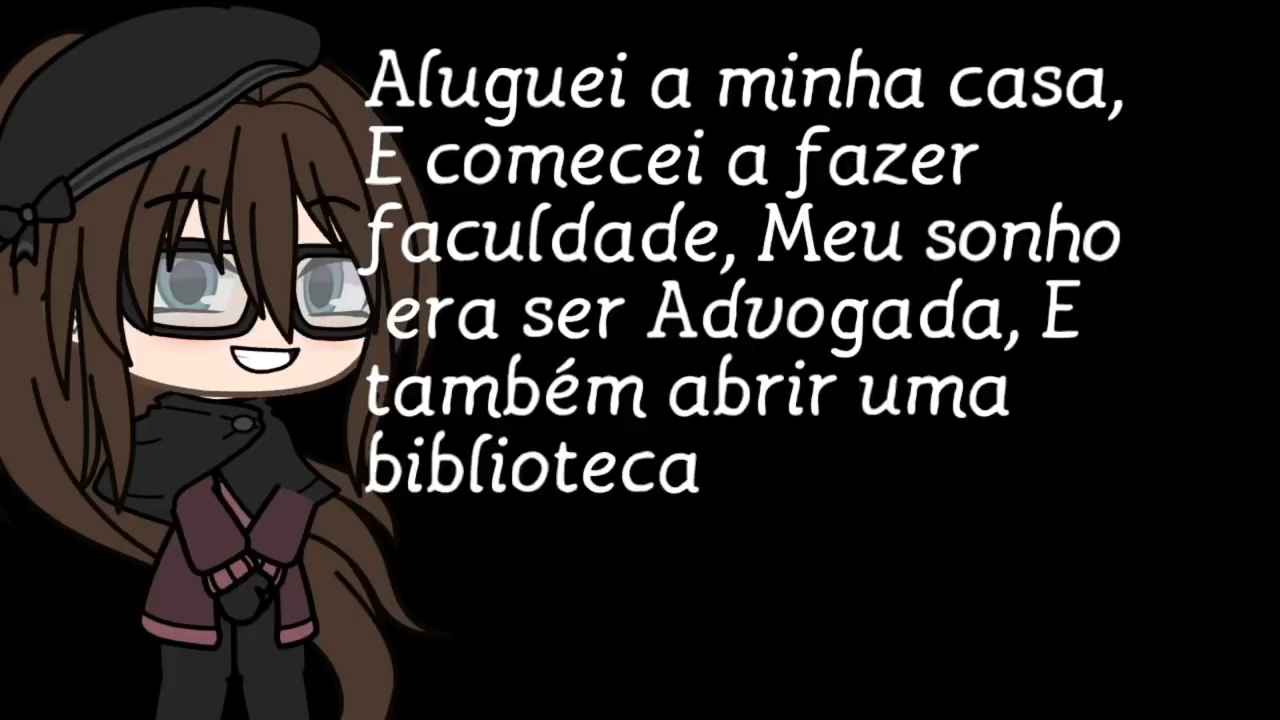 Aluguei a minha casa,
E comecei a fazer
faculdade, Meu sonho
era ser Advogada, E
também abrir uma
biblioteca